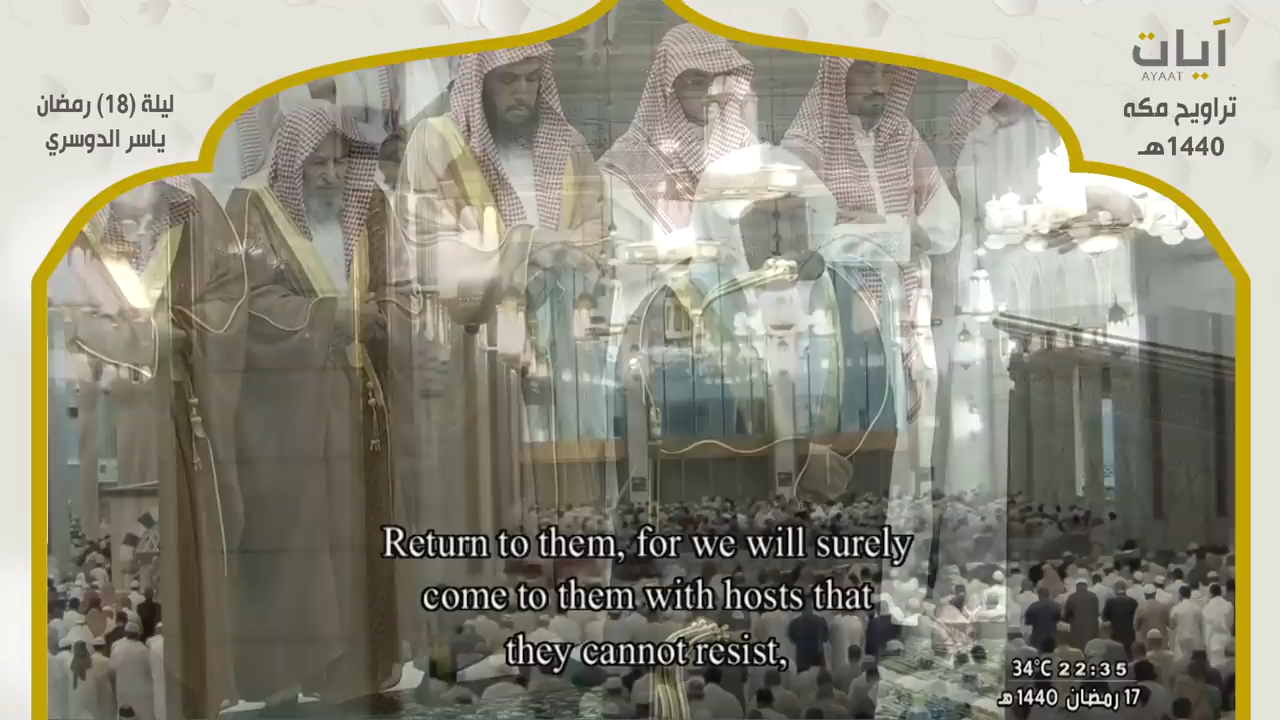 آيات
AYAAT
تراويح مكه
1440هـ
ليلة (18) رمضان
ياسر الدوسري
Return to them, for we will surely
come to them with hosts that
they cannot resist,
34°C 22:35
17 رمضان 1440هـ